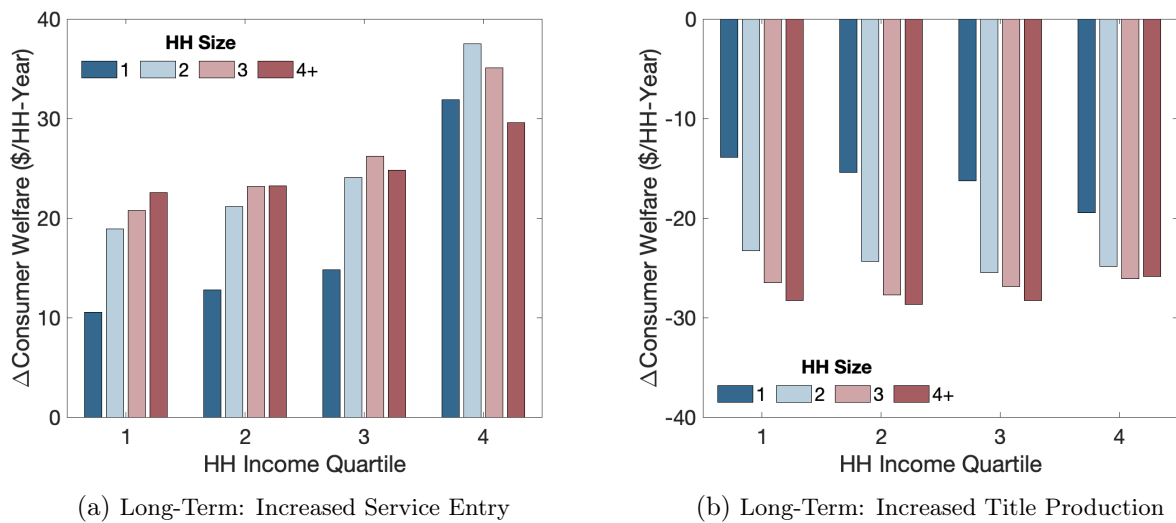 40
30
20
10
0
ΔConsumer Welfare ($/HH-Year)
HH Size
1 2 3 4+
1 2 3 4
HH Income Quartile
(a) Long-Term: Increased Service Entry
0
-10
-20
-30
-40
ΔConsumer Welfare ($/HH-Year)
HH Size
1 2 3 4+
1 2 3 4
HH Income Quartile
(b) Long-Term: Increased Title Production